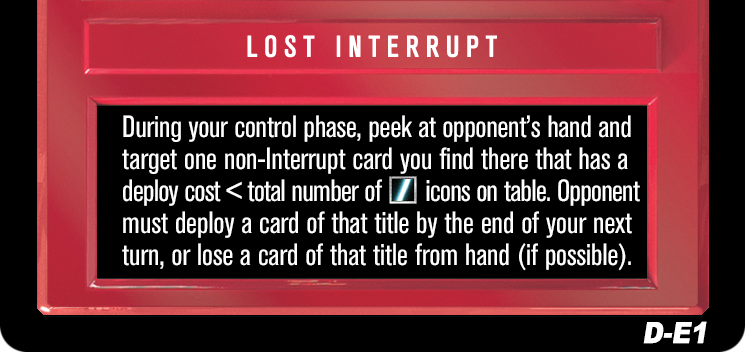 LOST INTERRUPT
During your control phase, peek at opponent's hand and
target one non-Interrupt card you find there that has a
deploy cost < total number of icons on table. Opponent
must deploy a card of that title by the end of your next
turn, or lose a card of that title from hand (if possible).
D-E1